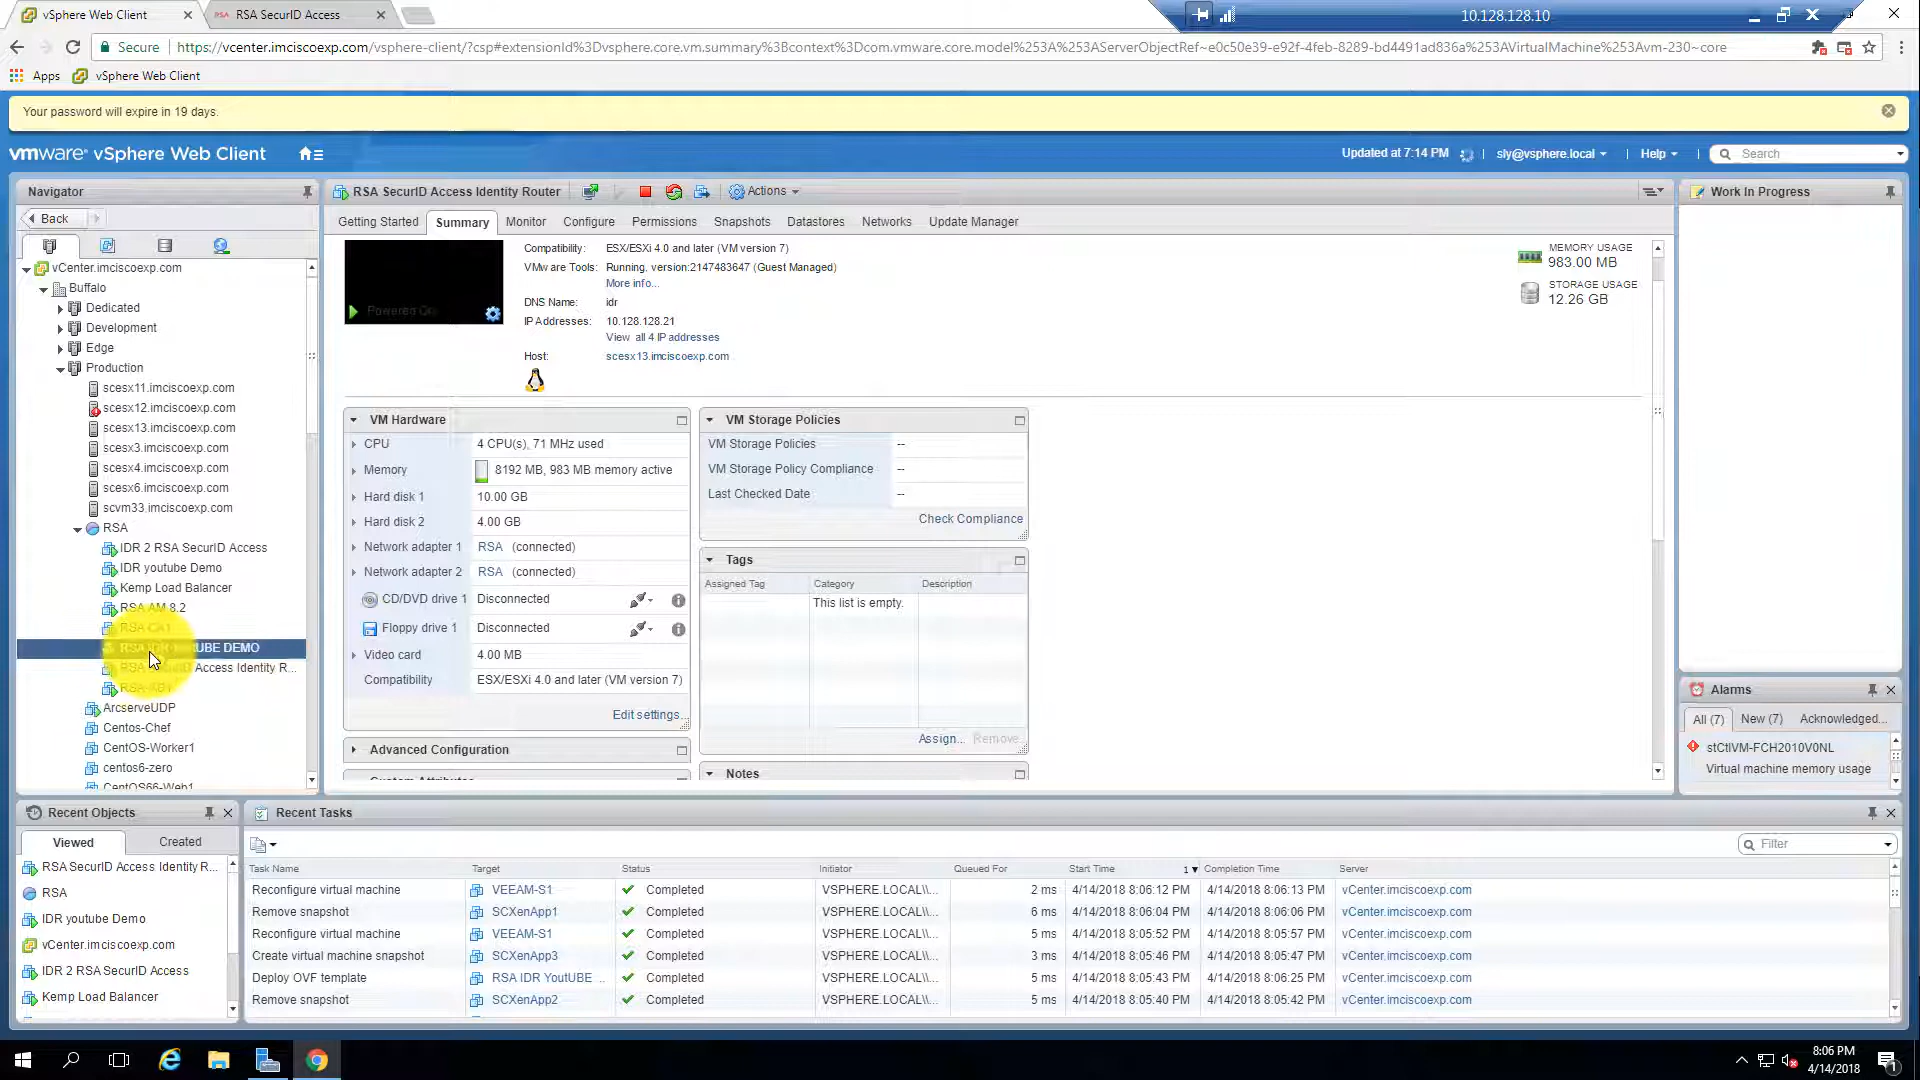 vSphere Web Client
RSA SecurID Access
10.128.128.10
Secure
https://vcenter.imciscoexp.com/vsphere-client/?csp#extensionId%3Dvsphere.core.vm.summary%3Bcontext%3Dcom.vmware.core.model%253A%253AServerObjectRef~e0c50e39-e92f-4feb-8289-bd4491ad836a%253AVirtualMachine%253Avm-230~core
Apps
vSphere Web Client
Your password will expire in 19 days.
vmware® vSphere Web Client
Updated at 7:14 PM
sly@vsphere.local
Help
Search
Navigator
Back
vCenter.imciscoexp.com
Buffalo
Dedicated
Development
Edge
Production
scesx11.imciscoexp.com
scesx12.imciscoexp.com
scesx13.imciscoexp.com
scesx3.imciscoexp.com
scesx4.imciscoexp.com
scesx6.imciscoexp.com
scvm33.imciscoexp.com
RSA
IDR 2 RSA SecurID Access
IDR youtube Demo
Kemp Load Balancer
RSA AM 8.2
RSA
RSA DEMO
RSA SecurID Access Identity R...
ArcserveUDP
Centos-Chef
CentOS-Worker1
centos6-zero
CentOS66-Web1
RSA SecurID Access Identity Router
Actions
Getting Started
Summary
Monitor
Configure
Permissions
Snapshots
Datastores
Networks
Update Manager
Powered On
Compatibility: ESX/ESXi 4.0 and later (VM version 7)
VMware Tools: Running, version:2147483647 (Guest Managed)
More info...
DNS Name: idr
IP Addresses: 10.128.128.21
View all 4 IP addresses
Host: scesx13.imciscoexp.com
MEMORY USAGE
983.00 MB
STORAGE USAGE
12.26 GB
VM Hardware
CPU 4 CPU(s), 71 MHz used
Memory 8192 MB, 983 MB memory active
Hard disk 1 10.00 GB
Hard disk 2 4.00 GB
Network adapter 1 RSA (connected)
Network adapter 2 RSA (connected)
CD/DVD drive 1 Disconnected
Floppy drive 1 Disconnected
Video card 4.00 MB
Compatibility ESX/ESXi 4.0 and later (VM version 7)
Edit settings...
Advanced Configuration
Custom Attributes
VM Storage Policies
VM Storage Policies --
VM Storage Policy Compliance --
Last Checked Date --
Check Compliance
Tags
Assigned Tag Category Description
This list is empty.
Assign... Remove...
Notes
Work In Progress
Alarms
All (7) New (7) Acknowledged...
stCtlVM-FCH2010V0NL
Virtual machine memory usage
Recent Objects
Viewed Created
RSA SecurID Access Identity R...
RSA
IDR youtube Demo
vCenter.imciscoexp.com
IDR 2 RSA SecurID Access
Kemp Load Balancer
Recent Tasks
Filter
Task Name Target Status Initiator Queued For Start Time 1 Completion Time Server
Reconfigure virtual machine VEEAM-S1 Completed VSPHERE.LOCAL\\... 2 ms 4/14/2018 8:06:12 PM 4/14/2018 8:06:13 PM vCenter.imciscoexp.com
Remove snapshot SCXenApp1 Completed VSPHERE.LOCAL\\... 6 ms 4/14/2018 8:06:04 PM 4/14/2018 8:06:06 PM vCenter.imciscoexp.com
Reconfigure virtual machine VEEAM-S1 Completed VSPHERE.LOCAL\\... 5 ms 4/14/2018 8:05:52 PM 4/14/2018 8:05:57 PM vCenter.imciscoexp.com
Create virtual machine snapshot SCXenApp3 Completed VSPHERE.LOCAL\\... 3 ms 4/14/2018 8:05:46 PM 4/14/2018 8:05:47 PM vCenter.imciscoexp.com
Deploy OVF template RSA IDR YoutUBE ... Completed VSPHERE.LOCAL\\... 5 ms 4/14/2018 8:05:43 PM 4/14/2018 8:06:25 PM vCenter.imciscoexp.com
Remove snapshot SCXenApp2 Completed VSPHERE.LOCAL\\... 5 ms 4/14/2018 8:05:40 PM 4/14/2018 8:05:42 PM vCenter.imciscoexp.com
8:06 PM
4/14/2018
1